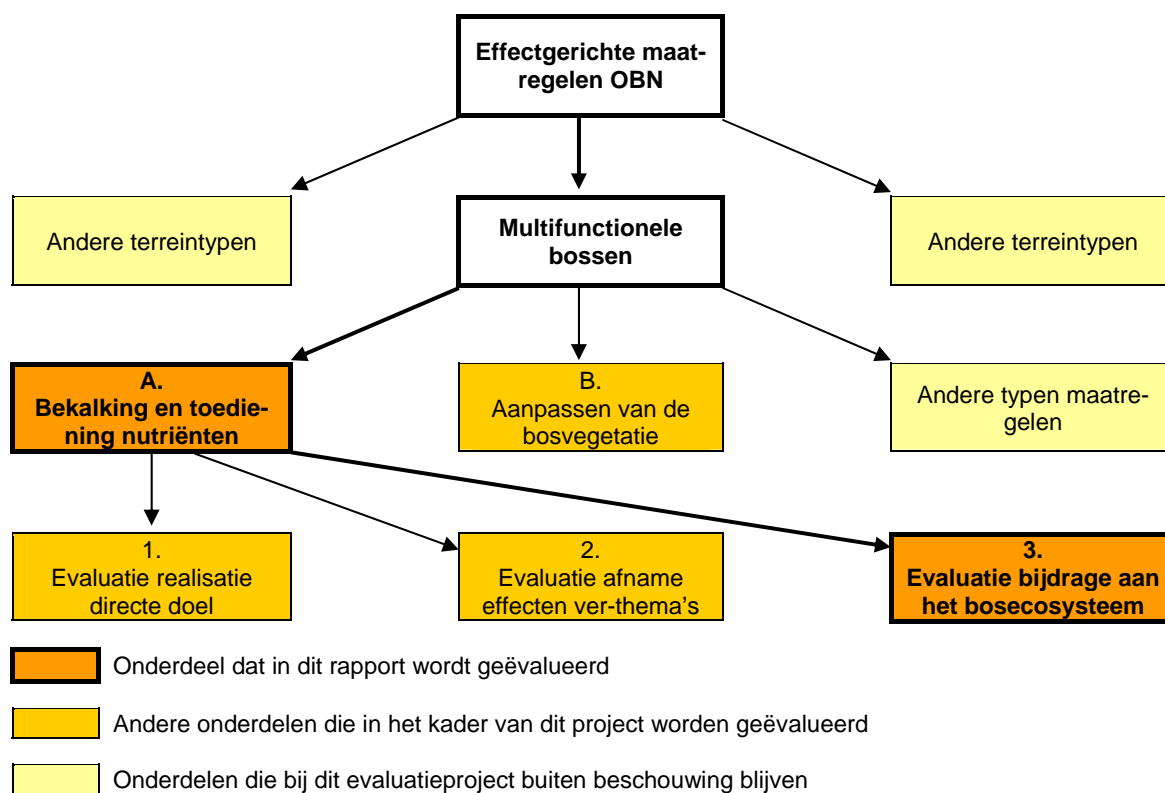 Effectgerichte maat-
regelen OBN
Andere terreintypen
Multifunctionele
bossen
Andere terreintypen
A.
Bekalking en toedie-
ning nutriënten
B.
Aanpassen van de
bosvegetatie
Andere typen maatre-
gelen
1.
Evaluatie realisatie
directe doel
2.
Evaluatie afname
effecten ver-thema's
3.
Evaluatie bijdrage aan
het bosecosysteem
Onderdeel dat in dit rapport wordt geëvalueerd
Andere onderdelen die in het kader van dit project worden geëvalueerd
Onderdelen die bij dit evaluatieproject buiten beschouwing blijven